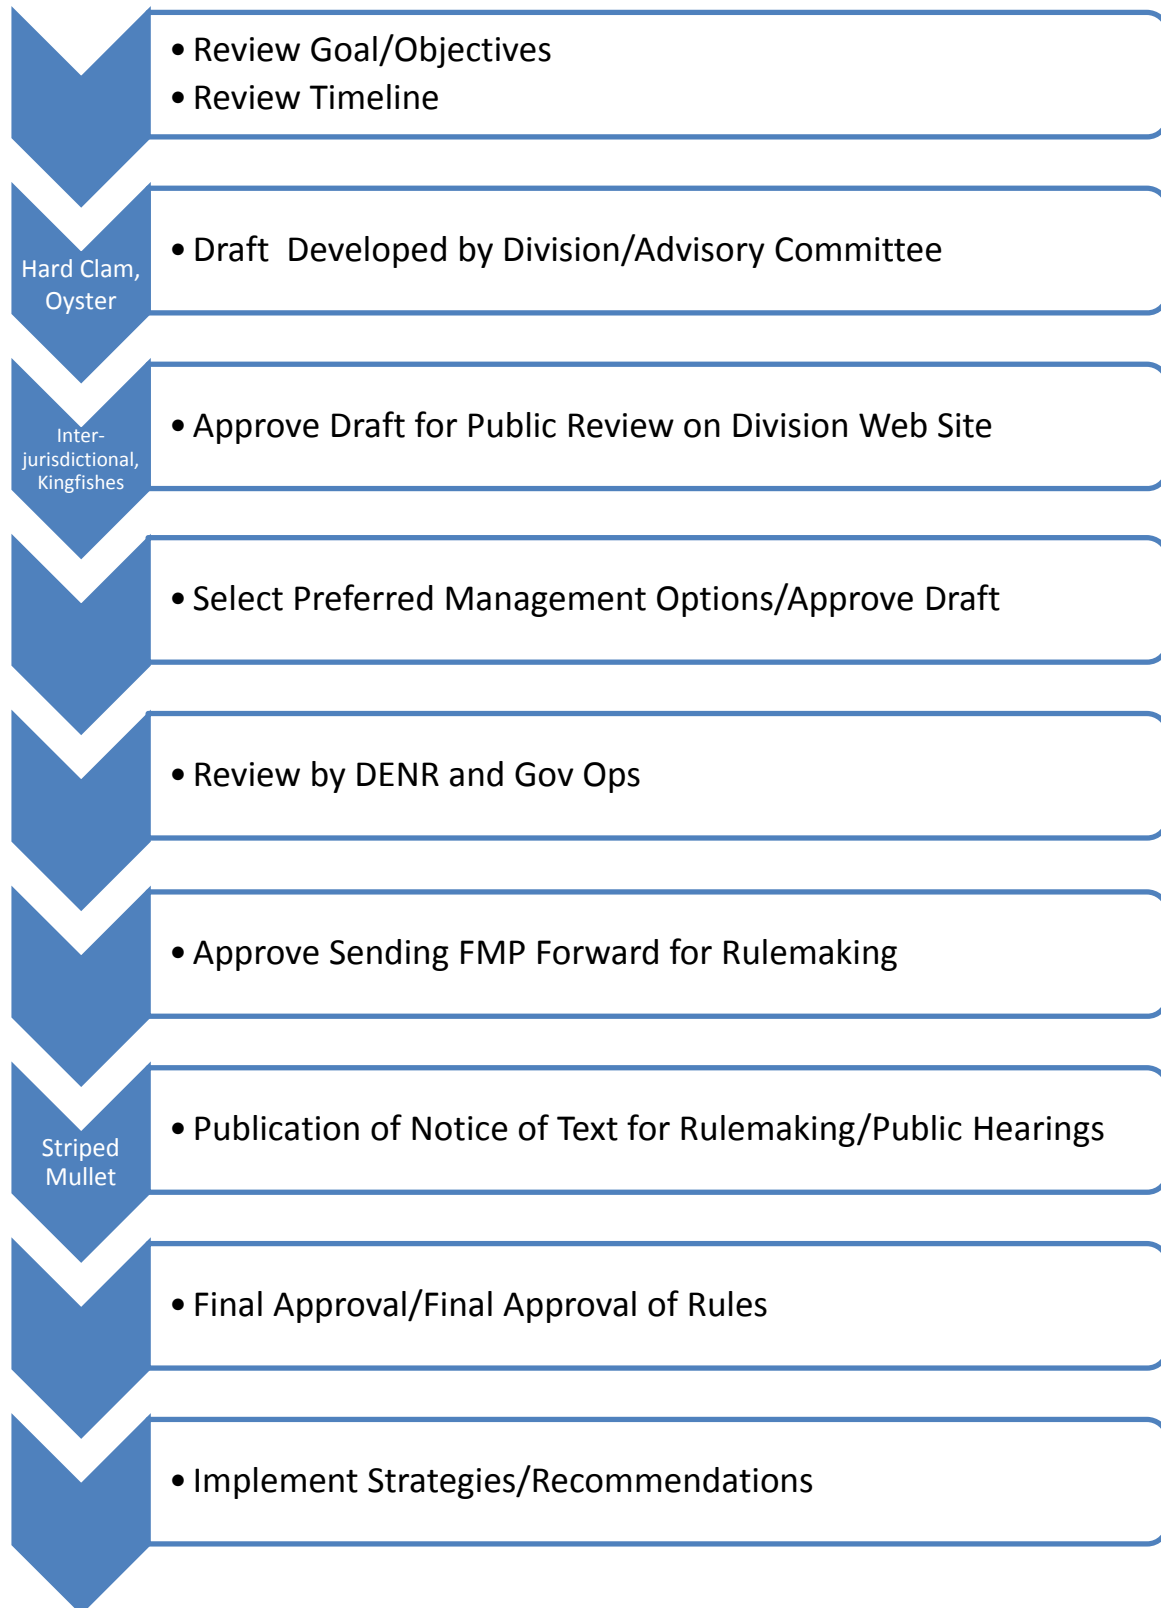 • Review Goal/Objectives
• Review Timeline
Hard Clam,
Oyster
• Draft Developed by Division/Advisory Committee
Inter-
jurisdictional,
Kingfishes
• Approve Draft for Public Review on Division Web Site
• Select Preferred Management Options/Approve Draft
• Review by DENR and Gov Ops
• Approve Sending FMP Forward for Rulemaking
Striped
Mullet
• Publication of Notice of Text for Rulemaking/Public Hearings
• Final Approval/Final Approval of Rules
• Implement Strategies/Recommendations